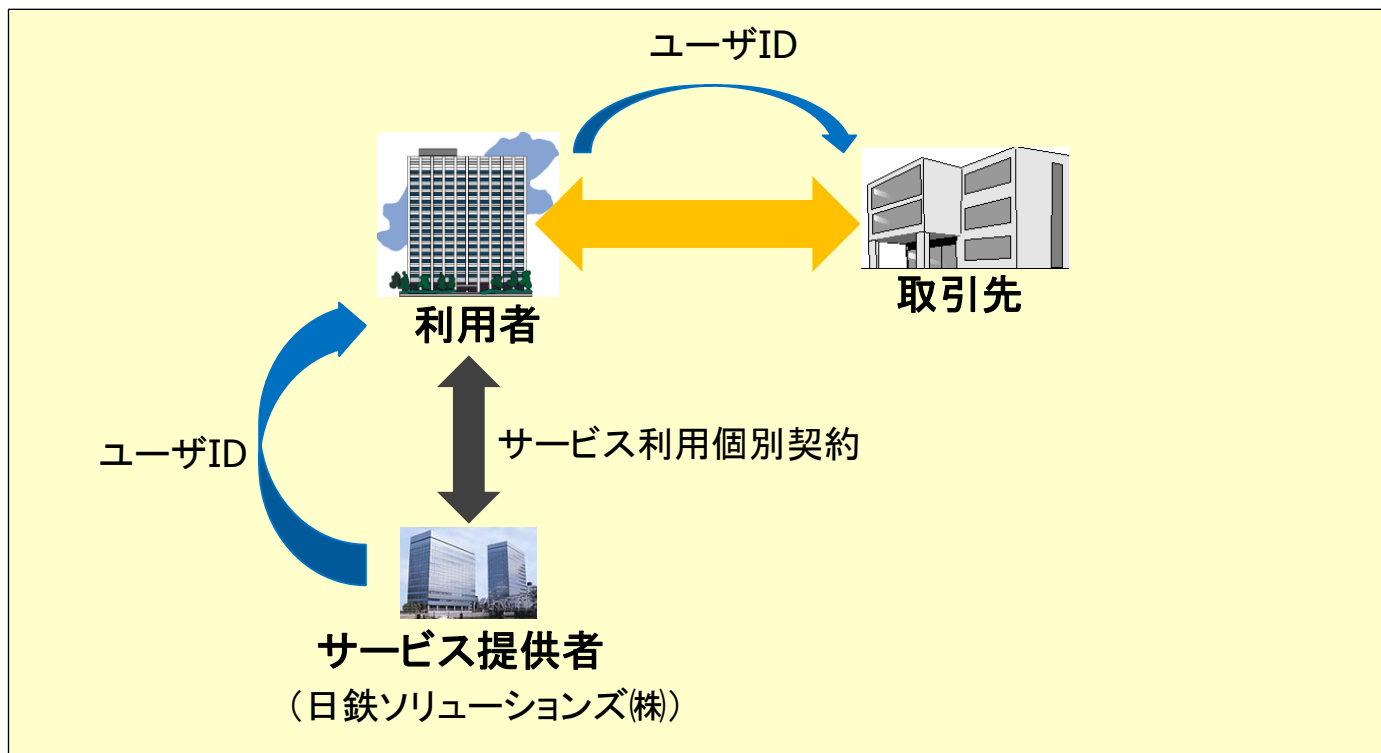 ユーザID
利用者
取引先
ユーザID
サービス利用個別契約
サービス提供者
（日鉄ソリューションズ㈱）